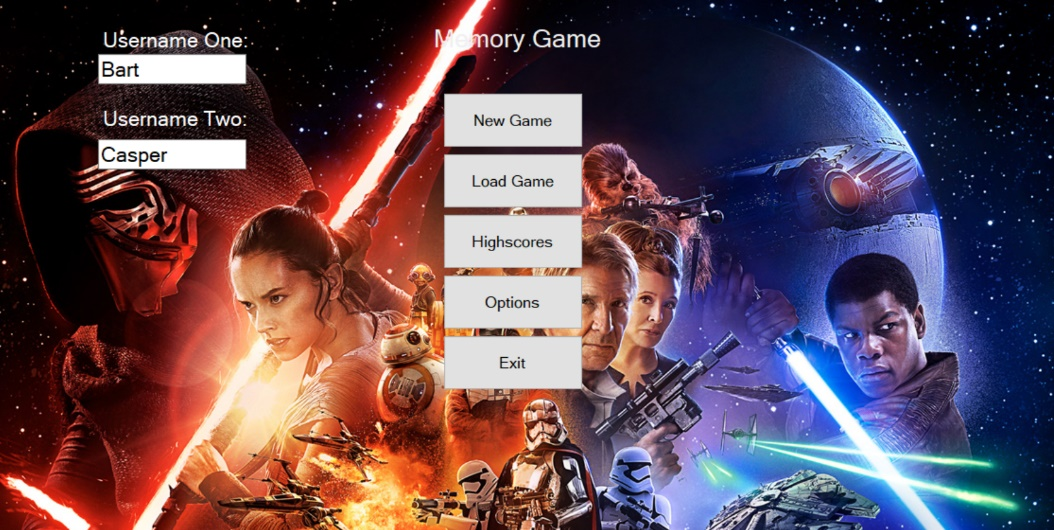 Username One:
Bart
Username Two:
Casper
Memory Game
New Game
Load Game
Highscores
Options
Exit